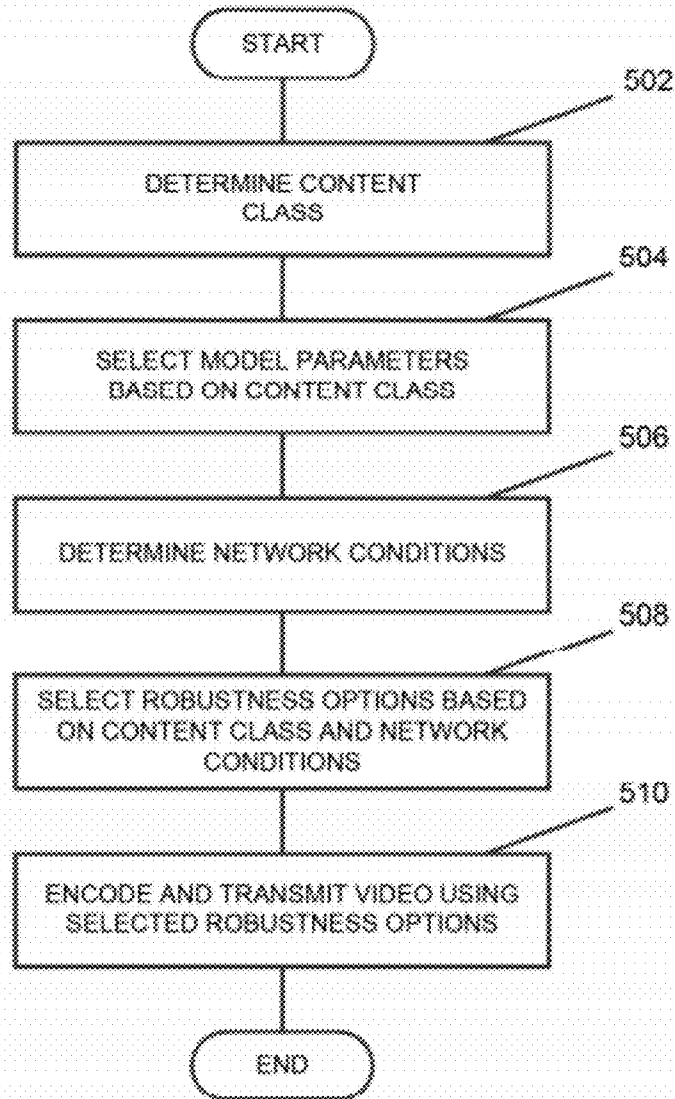 START
502
DETERMINE CONTENT
CLASS
504
SELECT MODEL PARAMETERS
BASED ON CONTENT CLASS
506
DETERMINE NETWORK CONDITIONS
508
SELECT ROBUSTNESS OPTIONS BASED
ON CONTENT CLASS AND NETWORK
CONDITIONS
510
ENCODE AND TRANSMIT VIDEO USING
SELECTED ROBUSTNESS OPTIONS
END